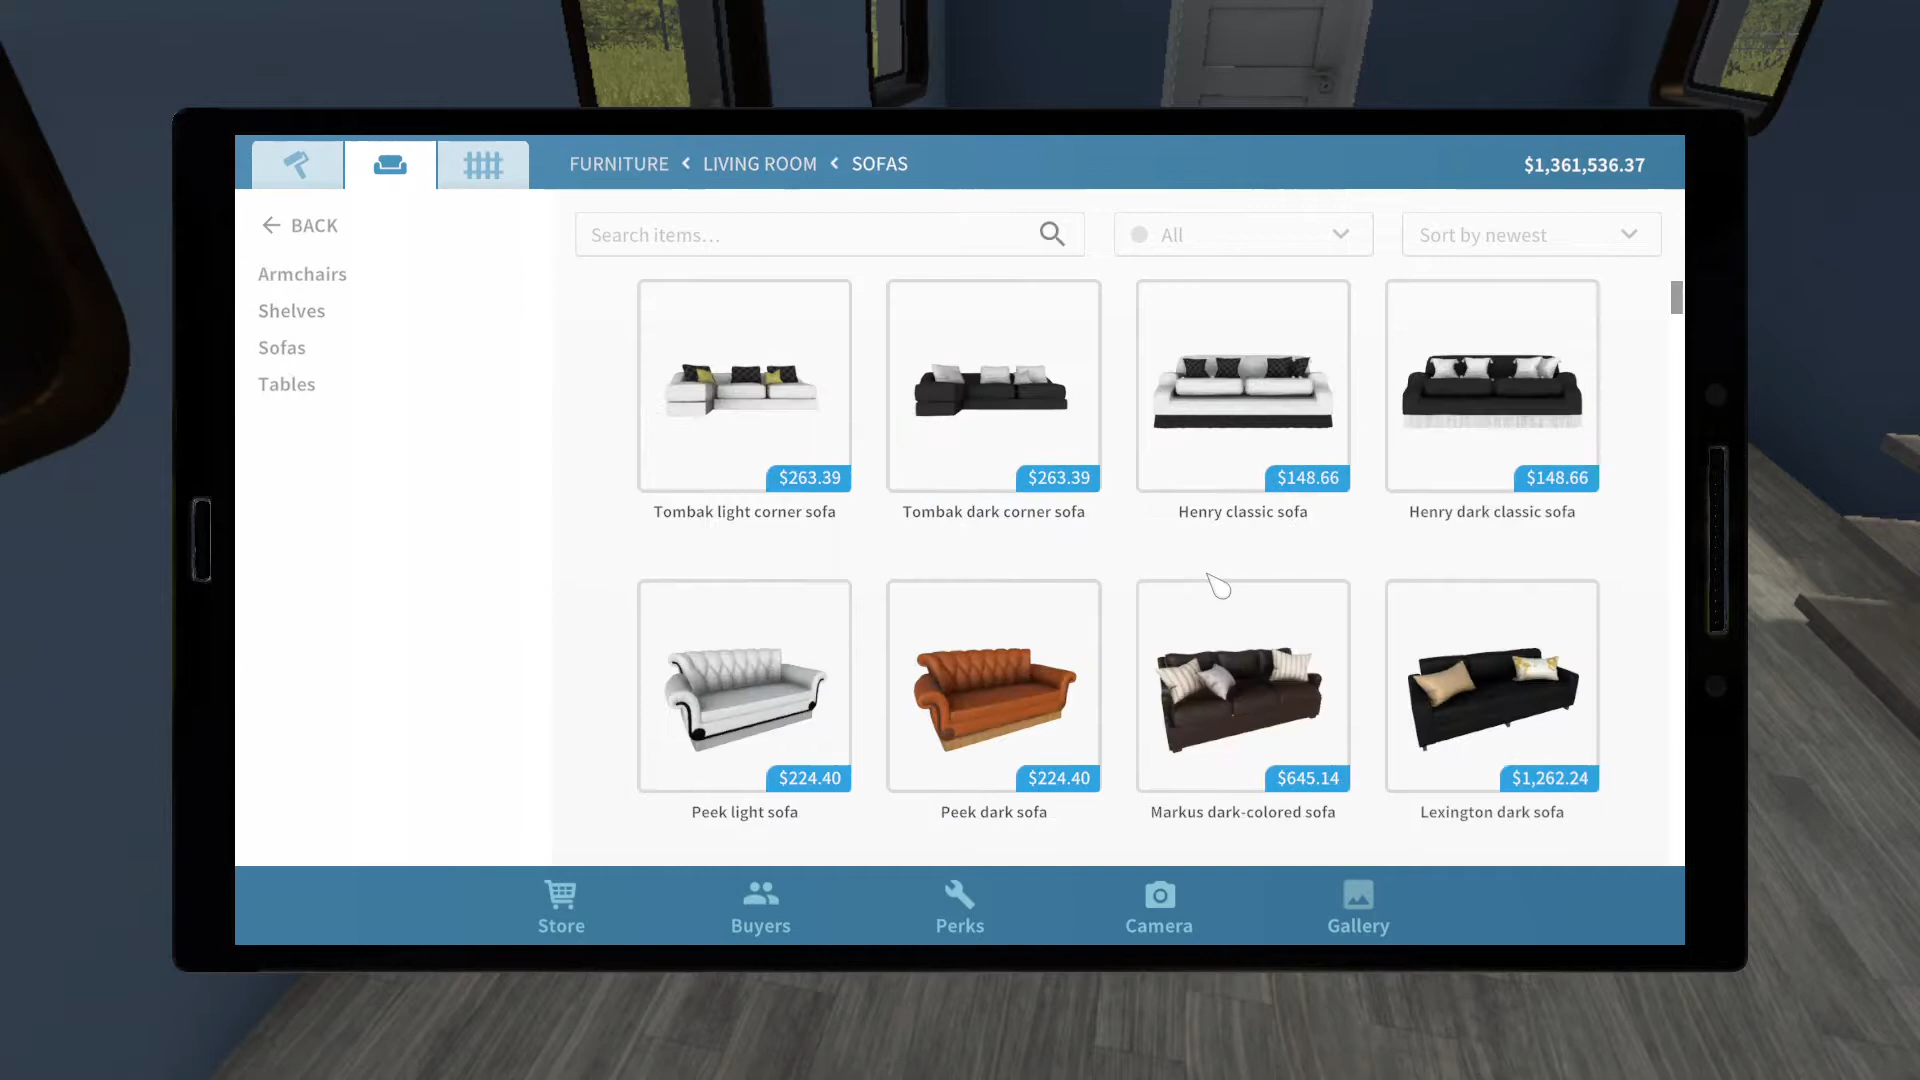 FURNITURE < LIVING ROOM < SOFAS
$1,361,536.37
BACK
Armchairs
Shelves
Sofas
Tables
Search items...
All
Sort by newest
$263.39
$263.39
$148.66
$148.66
Tombak light corner sofa
Tombak dark corner sofa
Henry classic sofa
Henry dark classic sofa
$224.40
$224.40
$645.14
$1,262.24
Peek light sofa
Peek dark sofa
Markus dark-colored sofa
Lexington dark sofa
Store
Buyers
Perks
Camera
Gallery